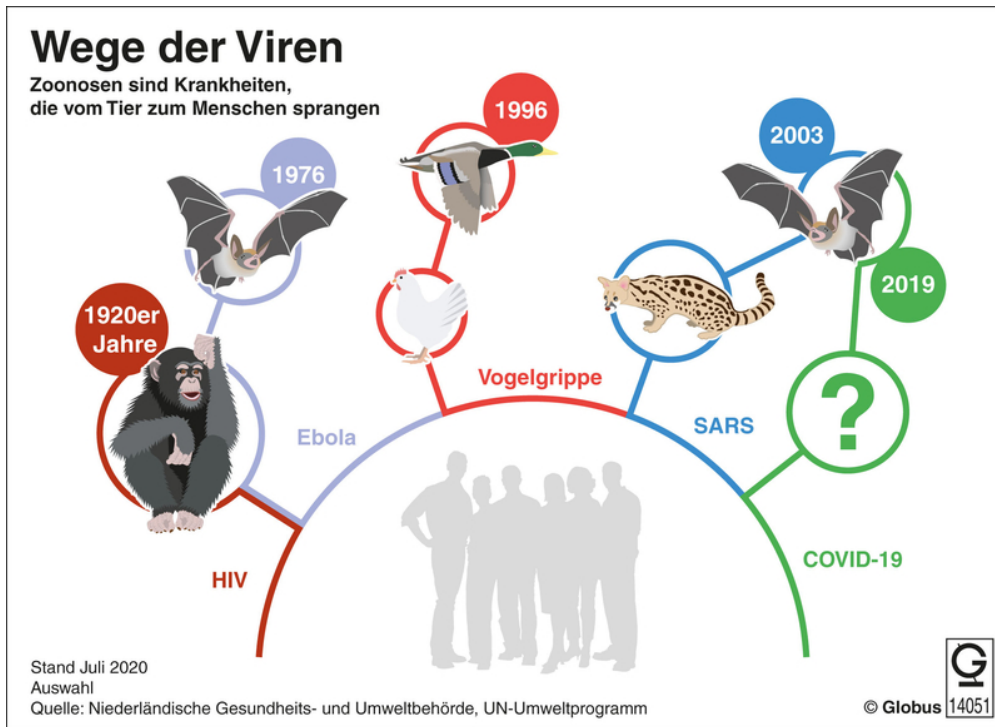 Wege der Viren
Zoonosen sind Krankheiten,
die vom Tier zum Menschen sprangen
1996
2003
1976
2019
1920er
Jahre
?
Vogelgrippe
Ebola
SARS
HIV
COVID-19
Stand Juli 2020
Auswahl
Quelle: Niederländische Gesundheits- und Umweltbehörde, UN-Umweltprogramm
© Globus 14051